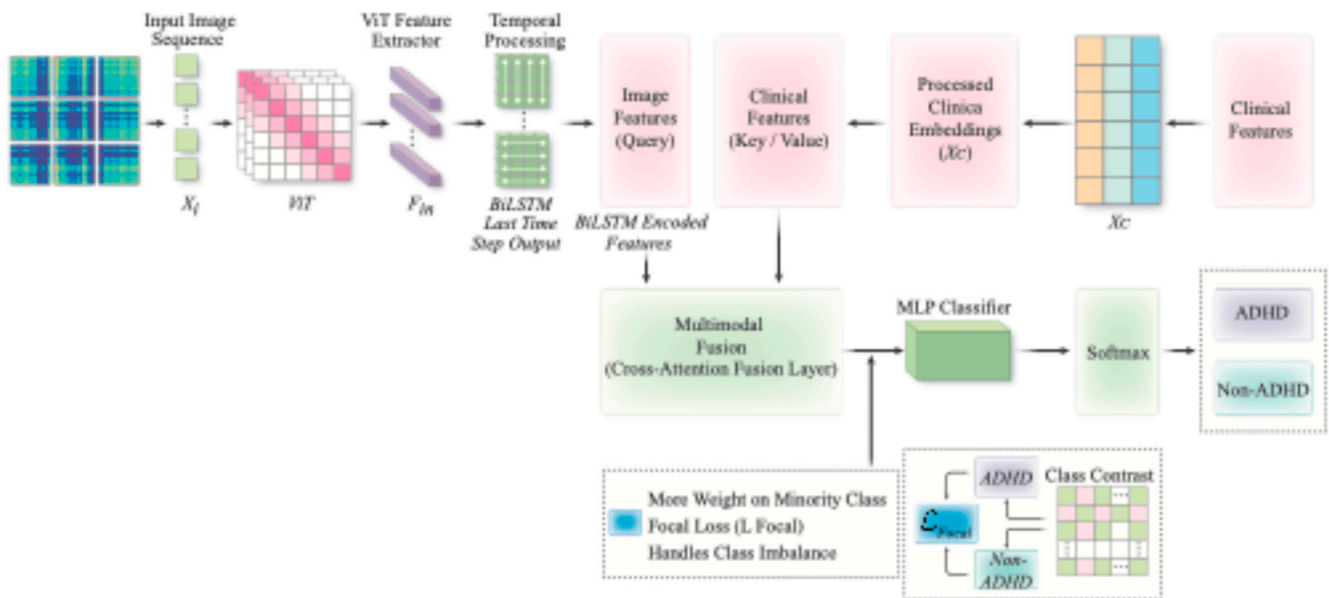 Input Image
Sequence
X_i
ViT
ViT Feature
Extractor
F_in
Temporal
Processing
BiLSTM
Last Time
Step Output
Image
Features
(Query)
BiLSTM Encoded
Features
Clinical
Features
(Key / Value)
Processed
Clinica
Embeddings
(Xc)
Xc
Clinical
Features
Multimodal
Fusion
(Cross-Attention Fusion Layer)
MLP Classifier
Softmax
ADHD
Non-ADHD
More Weight on Minority Class
Focal Loss (L Focal)
Handles Class Imbalance
ℒ_Focal
ADHD
Non-
ADHD
Class Contrast